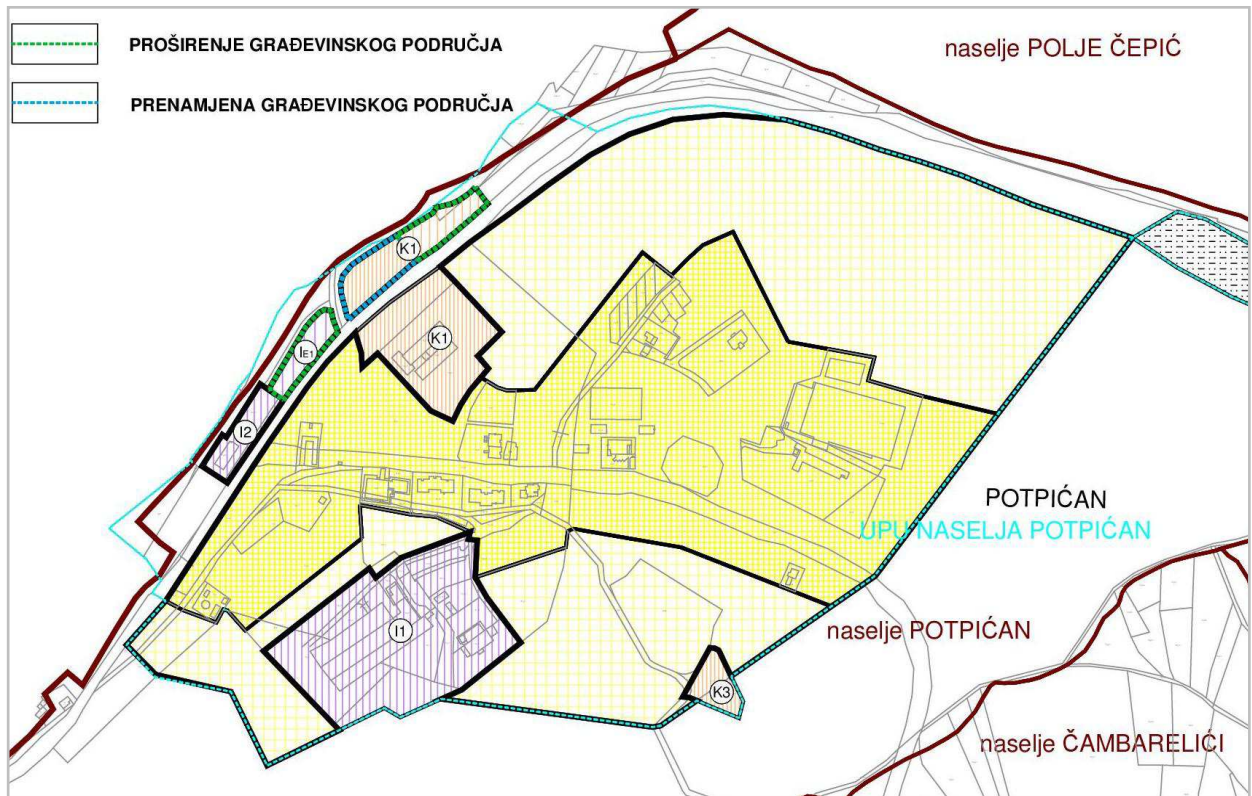 PROŠIRENJE GRAĐEVINSKOG PODRUČJA
naselje POLJE ČEPIĆ
PRENAMJENA GRAĐEVINSKOG PODRUČJA
K1
K1
IE1
I2
POTPIĆAN
UPU NASELJA POTPIĆAN
I1
naselje POTPIĆAN
K3
naselje ČAMBARELIĆI